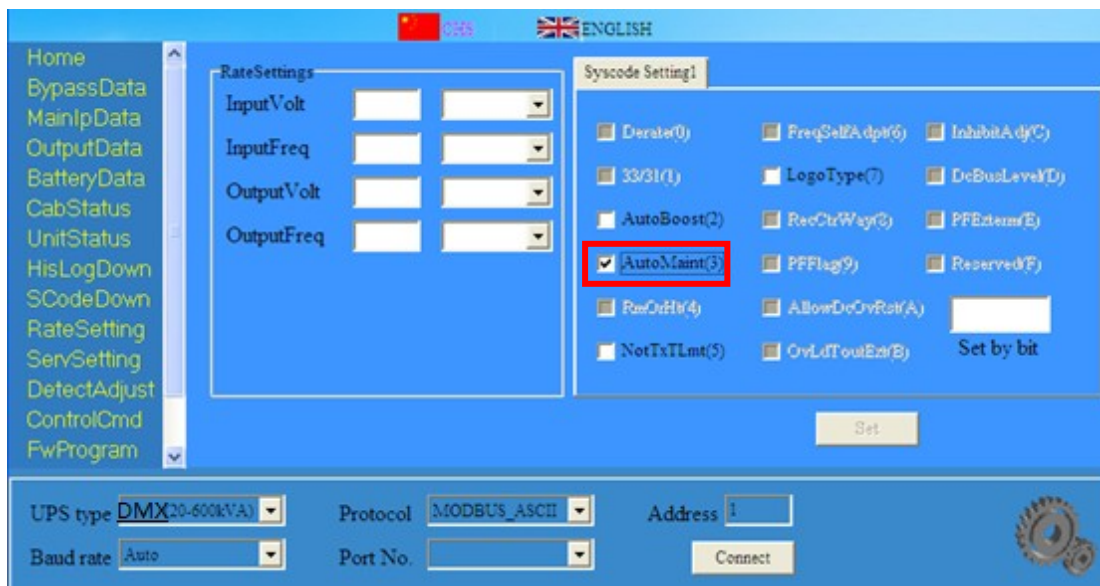 CHS ENGLISH
Home
BypassData
MainIpData
OutputData
BatteryData
CabStatus
UnitStatus
HisLogDown
SCodeDown
RateSetting
ServSetting
DetectAdjust
ControlCmd
FwProgram
RateSettings
InputVolt
InputFreq
OutputVolt
OutputFreq
Syscode Setting1
Derate(0) FreqSelfAdpt(6) InhibitAdj(C)
33/31(1) LogoType(7) DcBusLevel(D)
AutoBoost(2) RecCtrWay(8) PFExterm(E)
AutoMaint(3) PFFlag(9) Reserved(F)
RmOrHt(4) AllowDcOvRst(A)
NotTxTLmt(5) OvLdToutExt(B) Set by bit
Set
UPS type DMX(20-600kVA) Protocol MODBUS_ASCII Address 1
Baud rate Auto Port No. Connect